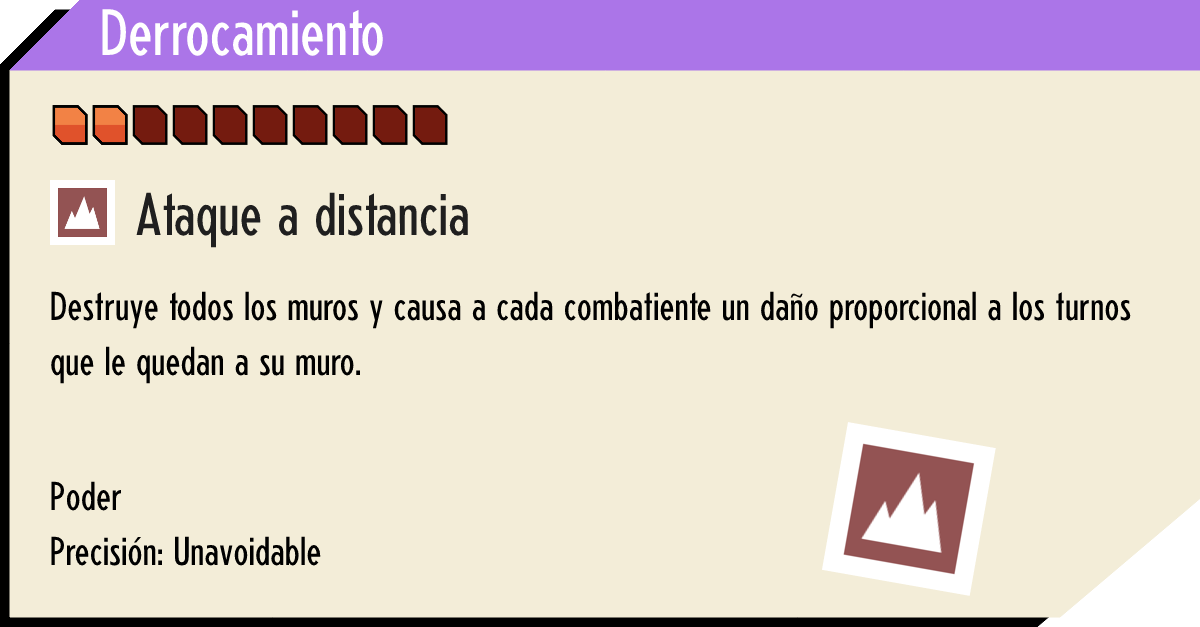 Derrocamiento
Ataque a distancia
Destruye todos los muros y causa a cada combatiente un daño proporcional a los turnos
que le quedan a su muro.
Poder
Precisión: Unavoidable